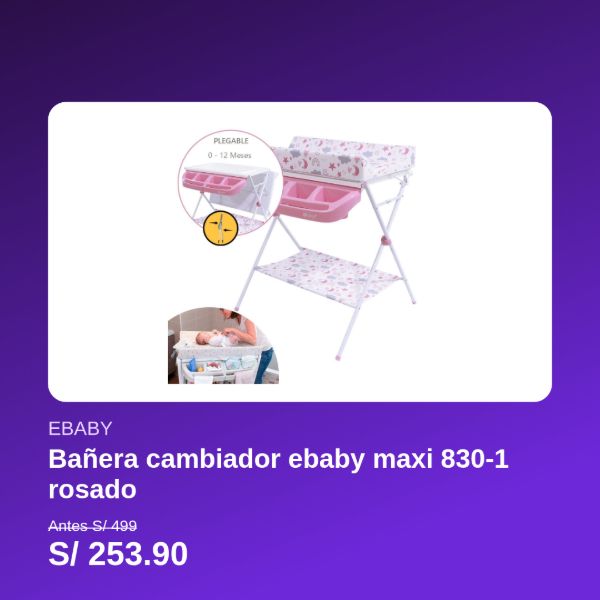 PLEGABLE
0 - 12 Meses
EBABY
Bañera cambiador ebaby maxi 830-1
rosado
Antes S/ 499
S/ 253.90